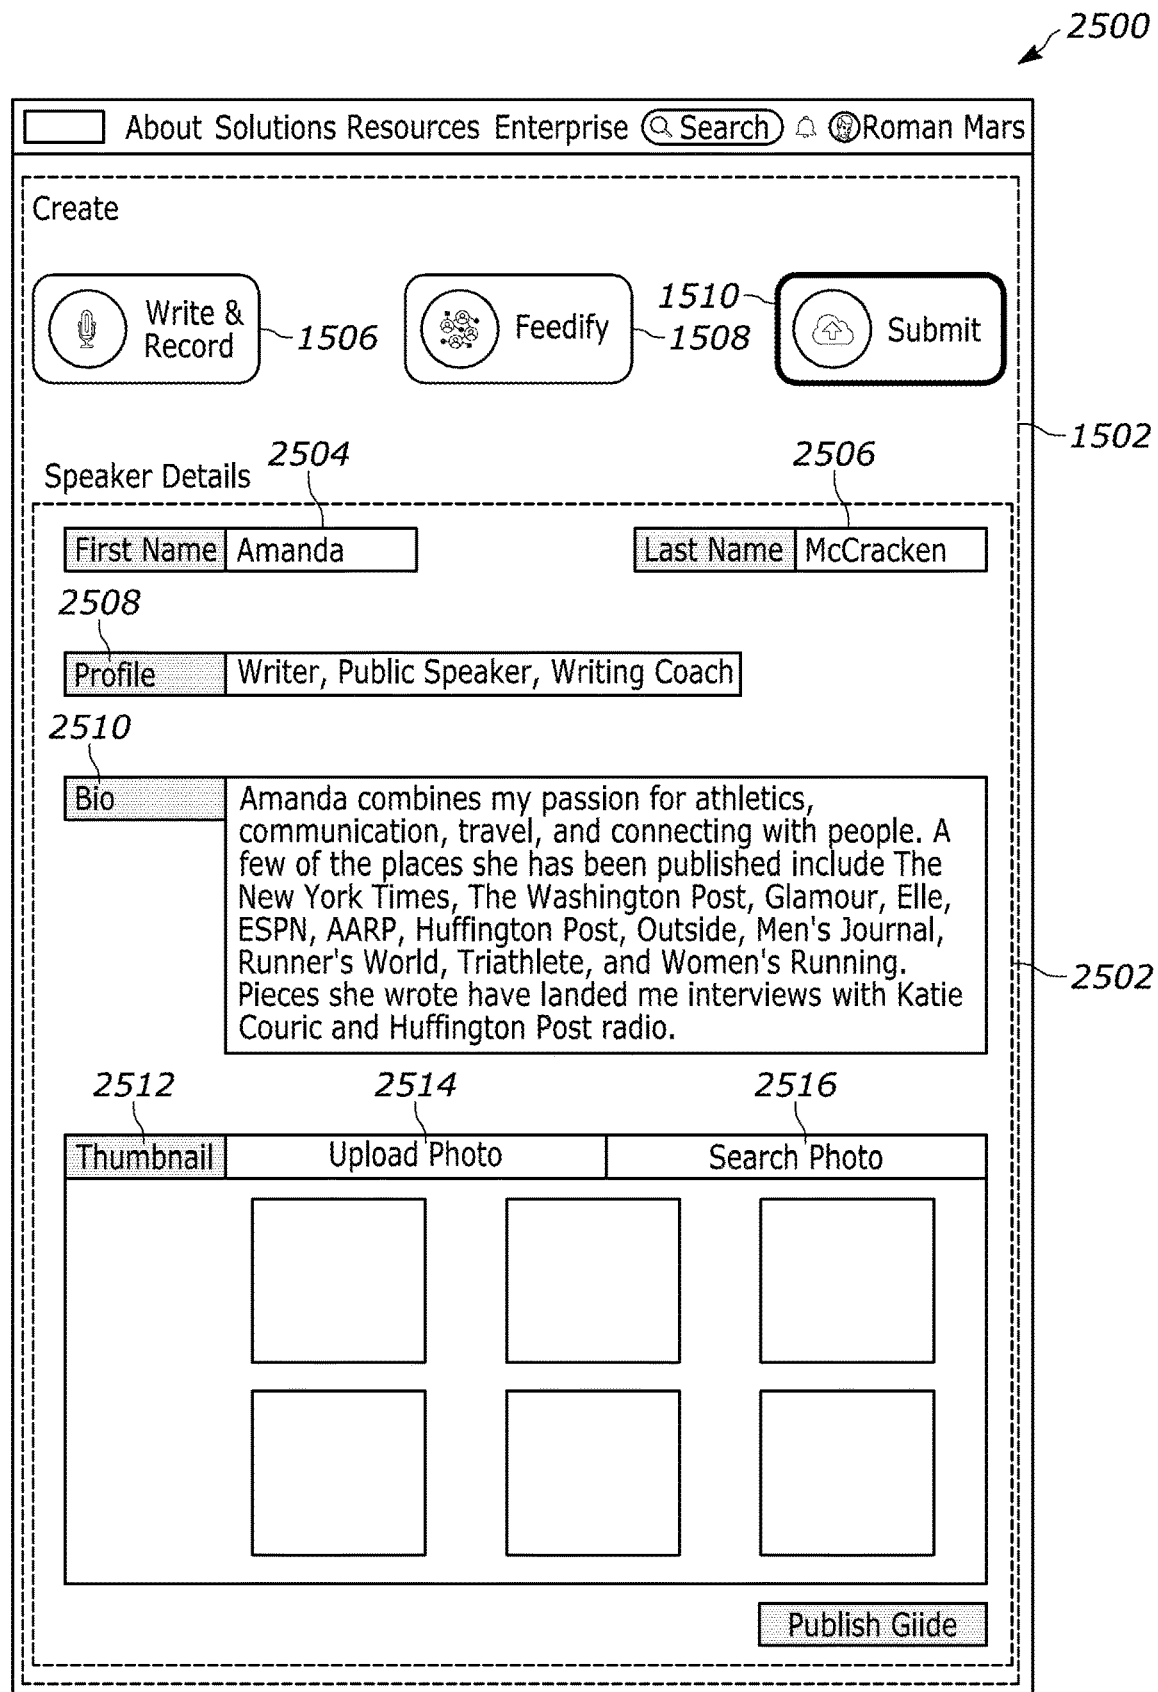 2500
About Solutions Resources Enterprise Search Roman Mars
Create
Write &
Record
1506
Feedify
1508
1510
Submit
1502
Speaker Details
2504
2506
First Name Amanda
Last Name McCracken
2508
Profile Writer, Public Speaker, Writing Coach
2510
Bio
Amanda combines my passion for athletics,
communication, travel, and connecting with people. A
few of the places she has been published include The
New York Times, The Washington Post, Glamour, Elle,
ESPN, AARP, Huffington Post, Outside, Men's Journal,
Runner's World, Triathlete, and Women's Running.
Pieces she wrote have landed me interviews with Katie
Couric and Huffington Post radio.
2502
2512 2514 2516
Thumbnail Upload Photo Search Photo
Publish Giide